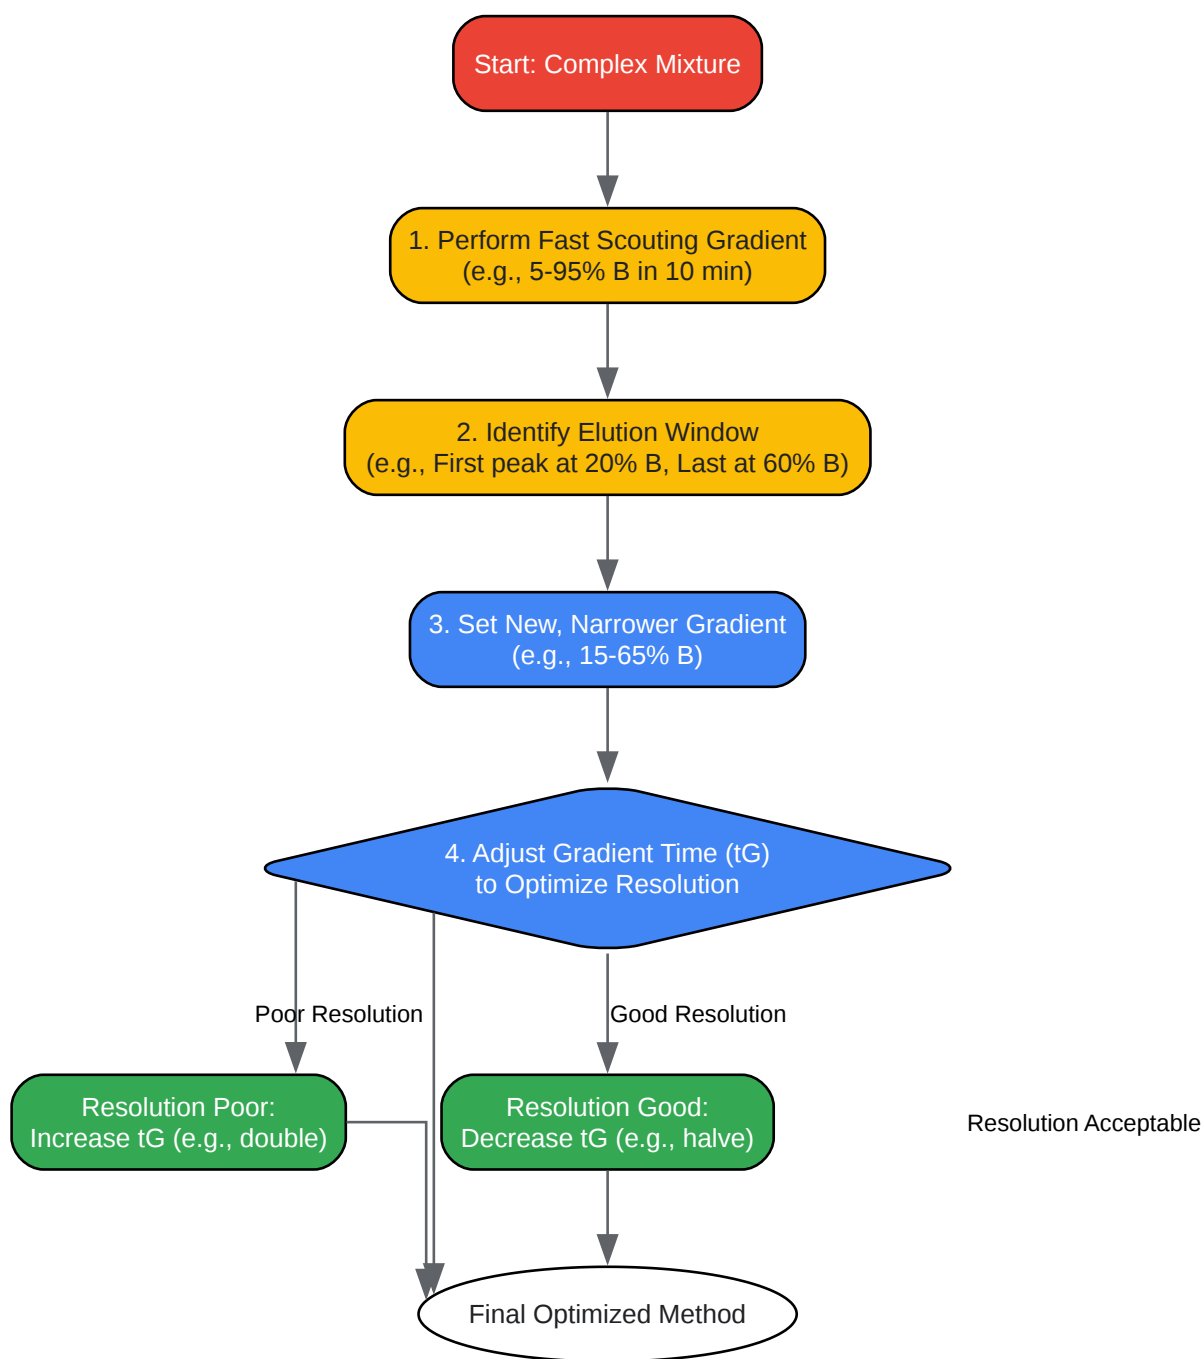 Start: Complex Mixture
1. Perform Fast Scouting Gradient
(e.g., 5-95% B in 10 min)
2. Identify Elution Window
(e.g., First peak at 20% B, Last at 60% B)
3. Set New, Narrower Gradient
(e.g., 15-65% B)
4. Adjust Gradient Time (tG)
to Optimize Resolution
Poor Resolution
Good Resolution
Resolution Poor:
Increase tG (e.g., double)
Resolution Good:
Decrease tG (e.g., halve)
Resolution Acceptable
Final Optimized Method